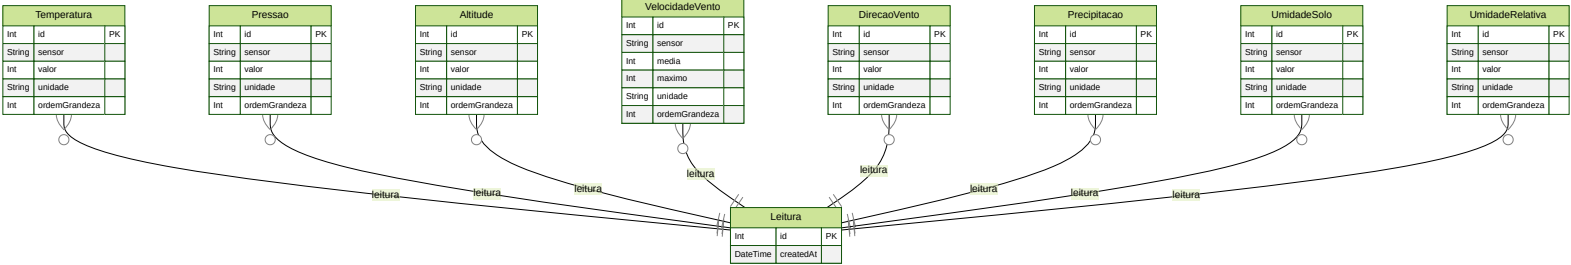 Temperatura
Int id PK
String sensor
Int valor
String unidade
Int ordemGrandeza
Pressao
Int id PK
String sensor
Int valor
String unidade
Int ordemGrandeza
Altitude
Int id PK
String sensor
Int valor
String unidade
Int ordemGrandeza
VelocidadeVento
Int id PK
String sensor
Int media
Int maximo
String unidade
Int ordemGrandeza
DirecaoVento
Int id PK
String sensor
Int valor
String unidade
Int ordemGrandeza
Precipitacao
Int id PK
String sensor
Int valor
String unidade
Int ordemGrandeza
UmidadeSolo
Int id PK
String sensor
Int valor
String unidade
Int ordemGrandeza
UmidadeRelativa
Int id PK
String sensor
Int valor
String unidade
Int ordemGrandeza
leitura
leitura
leitura
leitura
leitura
leitura
leitura
leitura
Leitura
Int id PK
DateTime createdAt